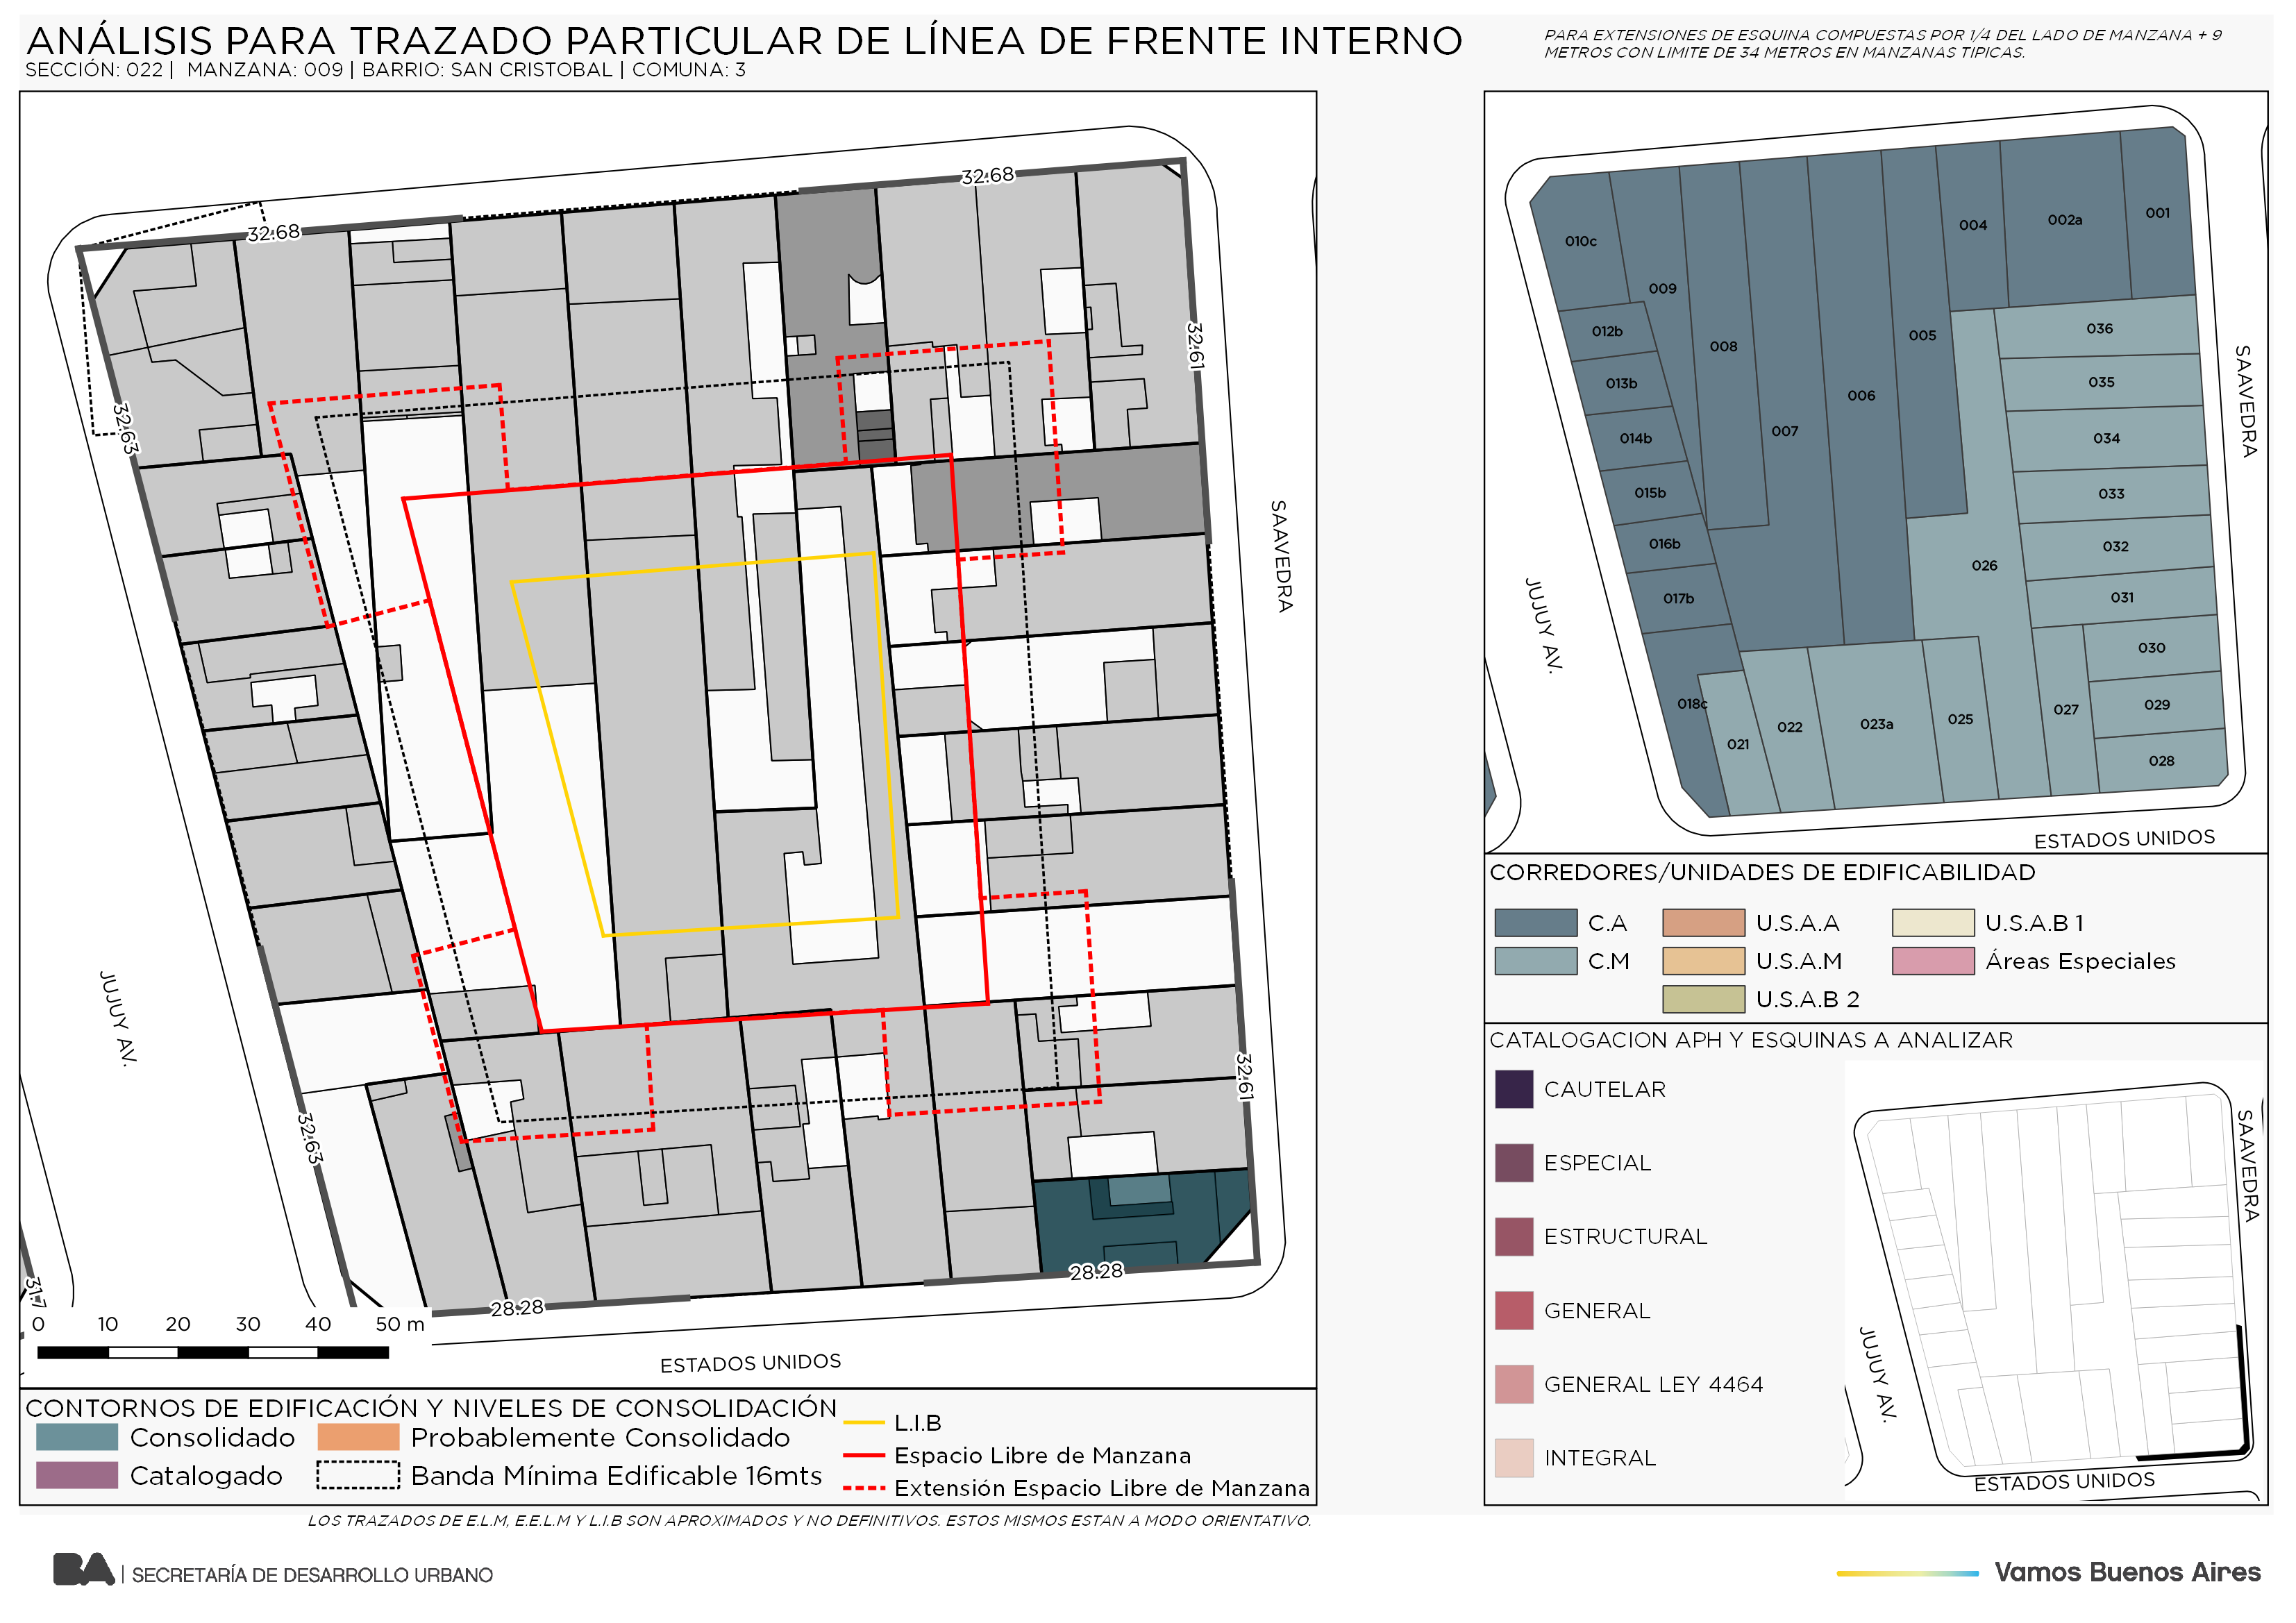 ANÁLISIS PARA TRAZADO PARTICULAR DE LÍNEA DE FRENTE INTERNO
SECCIÓN: 022 | MANZANA: 009 | BARRIO: SAN CRISTOBAL | COMUNA: 3
PARA EXTENSIONES DE ESQUINA COMPUESTAS POR 1/4 DEL LADO DE MANZANA + 9
METROS CON LIMITE DE 34 METROS EN MANZANAS TIPICAS.
32.68
32.68
32.61
32.63
SAAVEDRA
JUJUY AV.
32.63
32.61
28.28
28.28
31.7
0 10 20 30 40 50 m
ESTADOS UNIDOS
CONTORNOS DE EDIFICACIÓN Y NIVELES DE CONSOLIDACIÓN
Consolidado
Probablemente Consolidado
Catalogado
Banda Mínima Edificable 16mts
L.I.B
Espacio Libre de Manzana
Extensión Espacio Libre de Manzana
LOS TRAZADOS DE E.L.M, E.E.L.M Y L.I.B SON APROXIMADOS Y NO DEFINITIVOS. ESTOS MISMOS ESTAN A MODO ORIENTATIVO.
001
002a
004
010c
009
036
012b
005
008
035
013b
006
007
034
014b
015b
033
016b
032
026
017b
031
030
018c
029
027
025
023a
022
021
028
SAAVEDRA
JUJUY AV.
ESTADOS UNIDOS
CORREDORES/UNIDADES DE EDIFICABILIDAD
C.A
U.S.A.A
U.S.A.B 1
C.M
U.S.A.M
Áreas Especiales
U.S.A.B 2
CATALOGACION APH Y ESQUINAS A ANALIZAR
CAUTELAR
ESPECIAL
ESTRUCTURAL
GENERAL
GENERAL LEY 4464
INTEGRAL
SAAVEDRA
JUJUY AV.
ESTADOS UNIDOS
BA | SECRETARÍA DE DESARROLLO URBANO
Vamos Buenos Aires